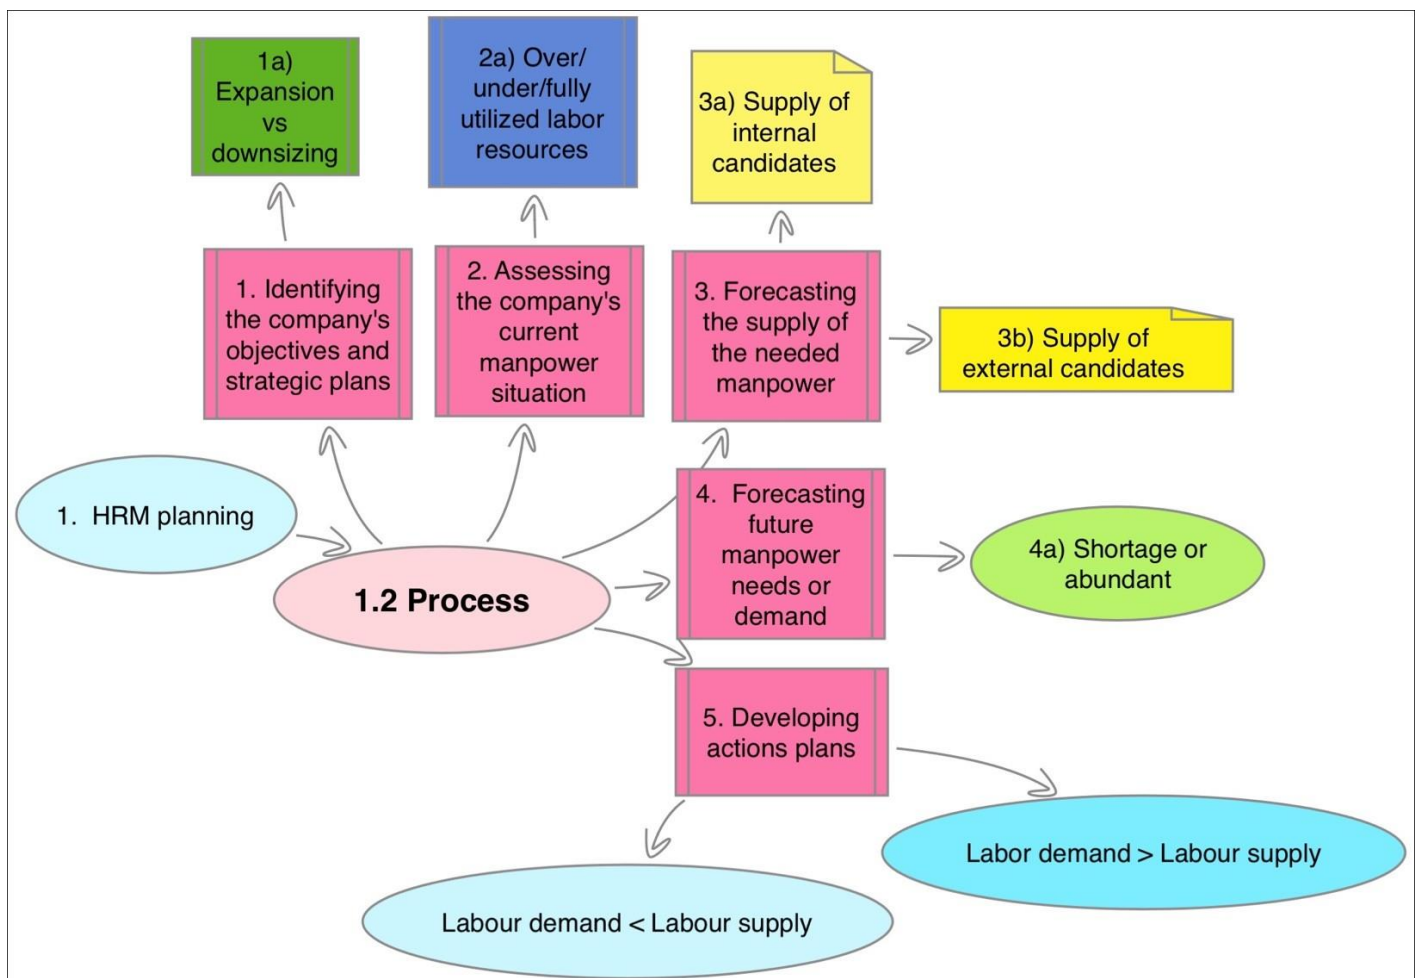 1a)
Expansion
vs
downsizing
2a) Over/
under/fully
utilized labor
resources
3a) Supply of
internal
candidates
1. Identifying
the company's
objectives and
strategic plans
2. Assessing
the company's
current
manpower
situation
3. Forecasting
the supply of
the needed
manpower
3b) Supply of
external candidates
1.  HRM planning
1.2 Process
4.  Forecasting
future
manpower
needs or
demand
4a) Shortage or
abundant
5. Developing
actions plans
Labor demand > Labour supply
Labour demand < Labour supply